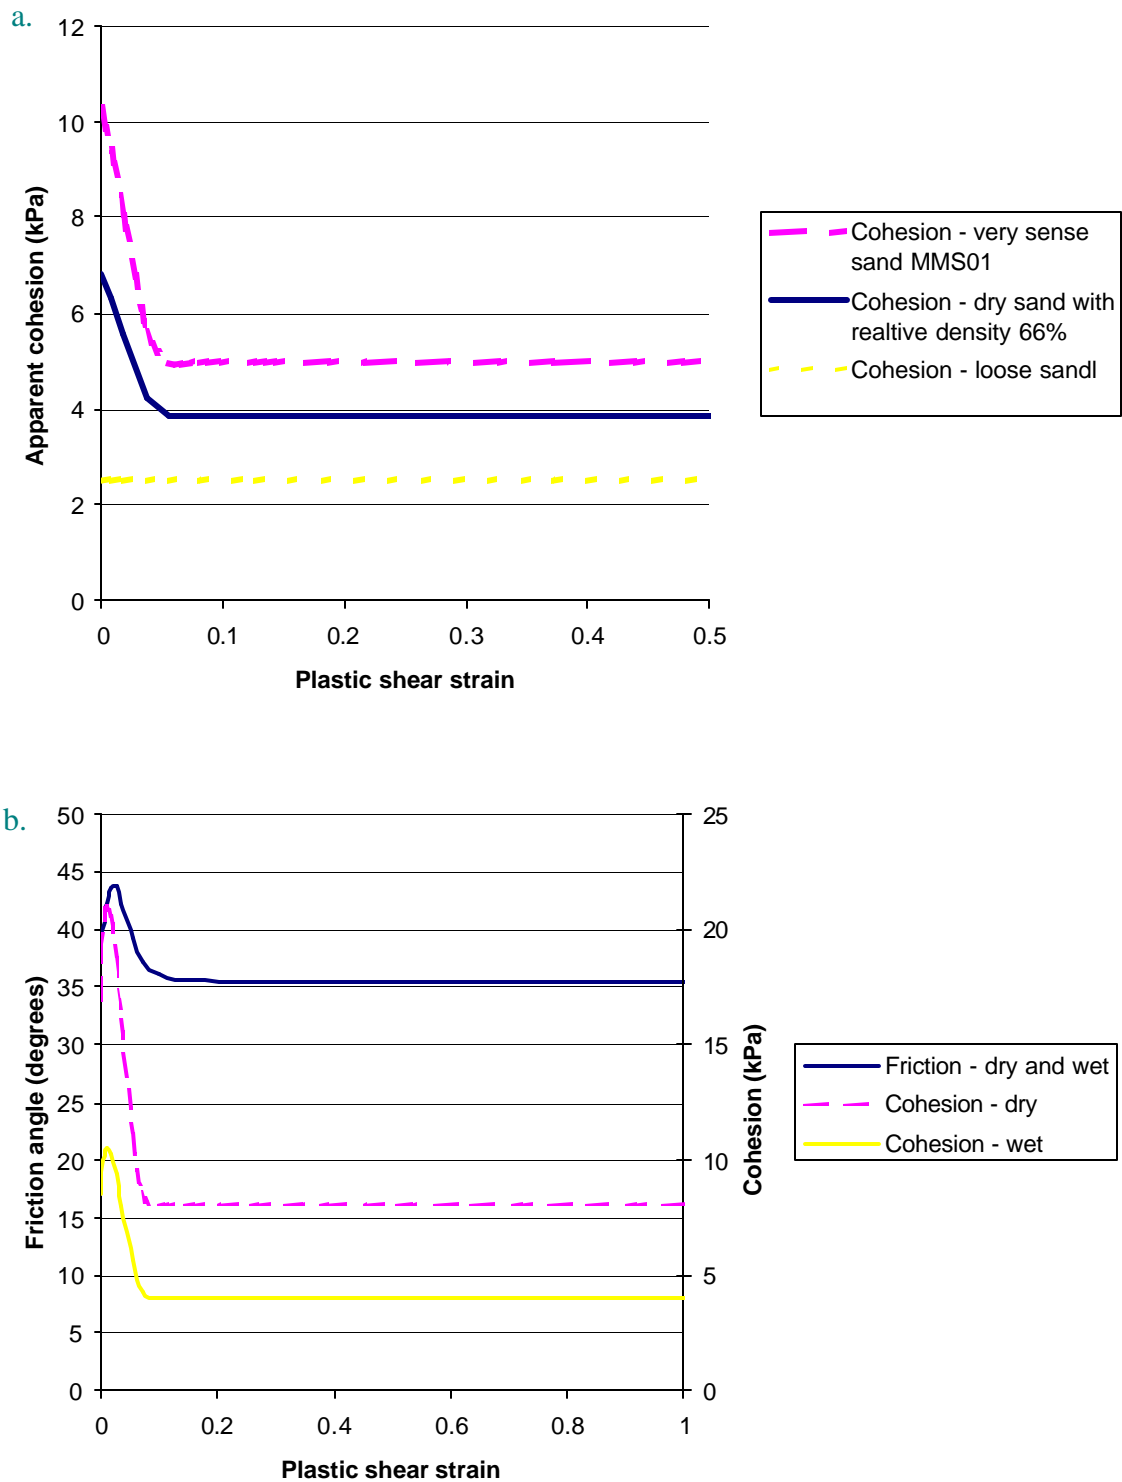 a.
12
10
8
6
4
2
0
Apparent cohesion (kPa)
0 0.1 0.2 0.3 0.4 0.5
Plastic shear strain
Cohesion - very sense
sand MMS01
Cohesion - dry sand with
realtive density 66%
Cohesion - loose sandl
b.
50
45
40
35
30
25
20
15
10
5
0
Friction angle (degrees)
25
20
15
10
5
0
Cohesion (kPa)
0 0.2 0.4 0.6 0.8 1
Plastic shear strain
Friction - dry and wet
Cohesion - dry
Cohesion - wet